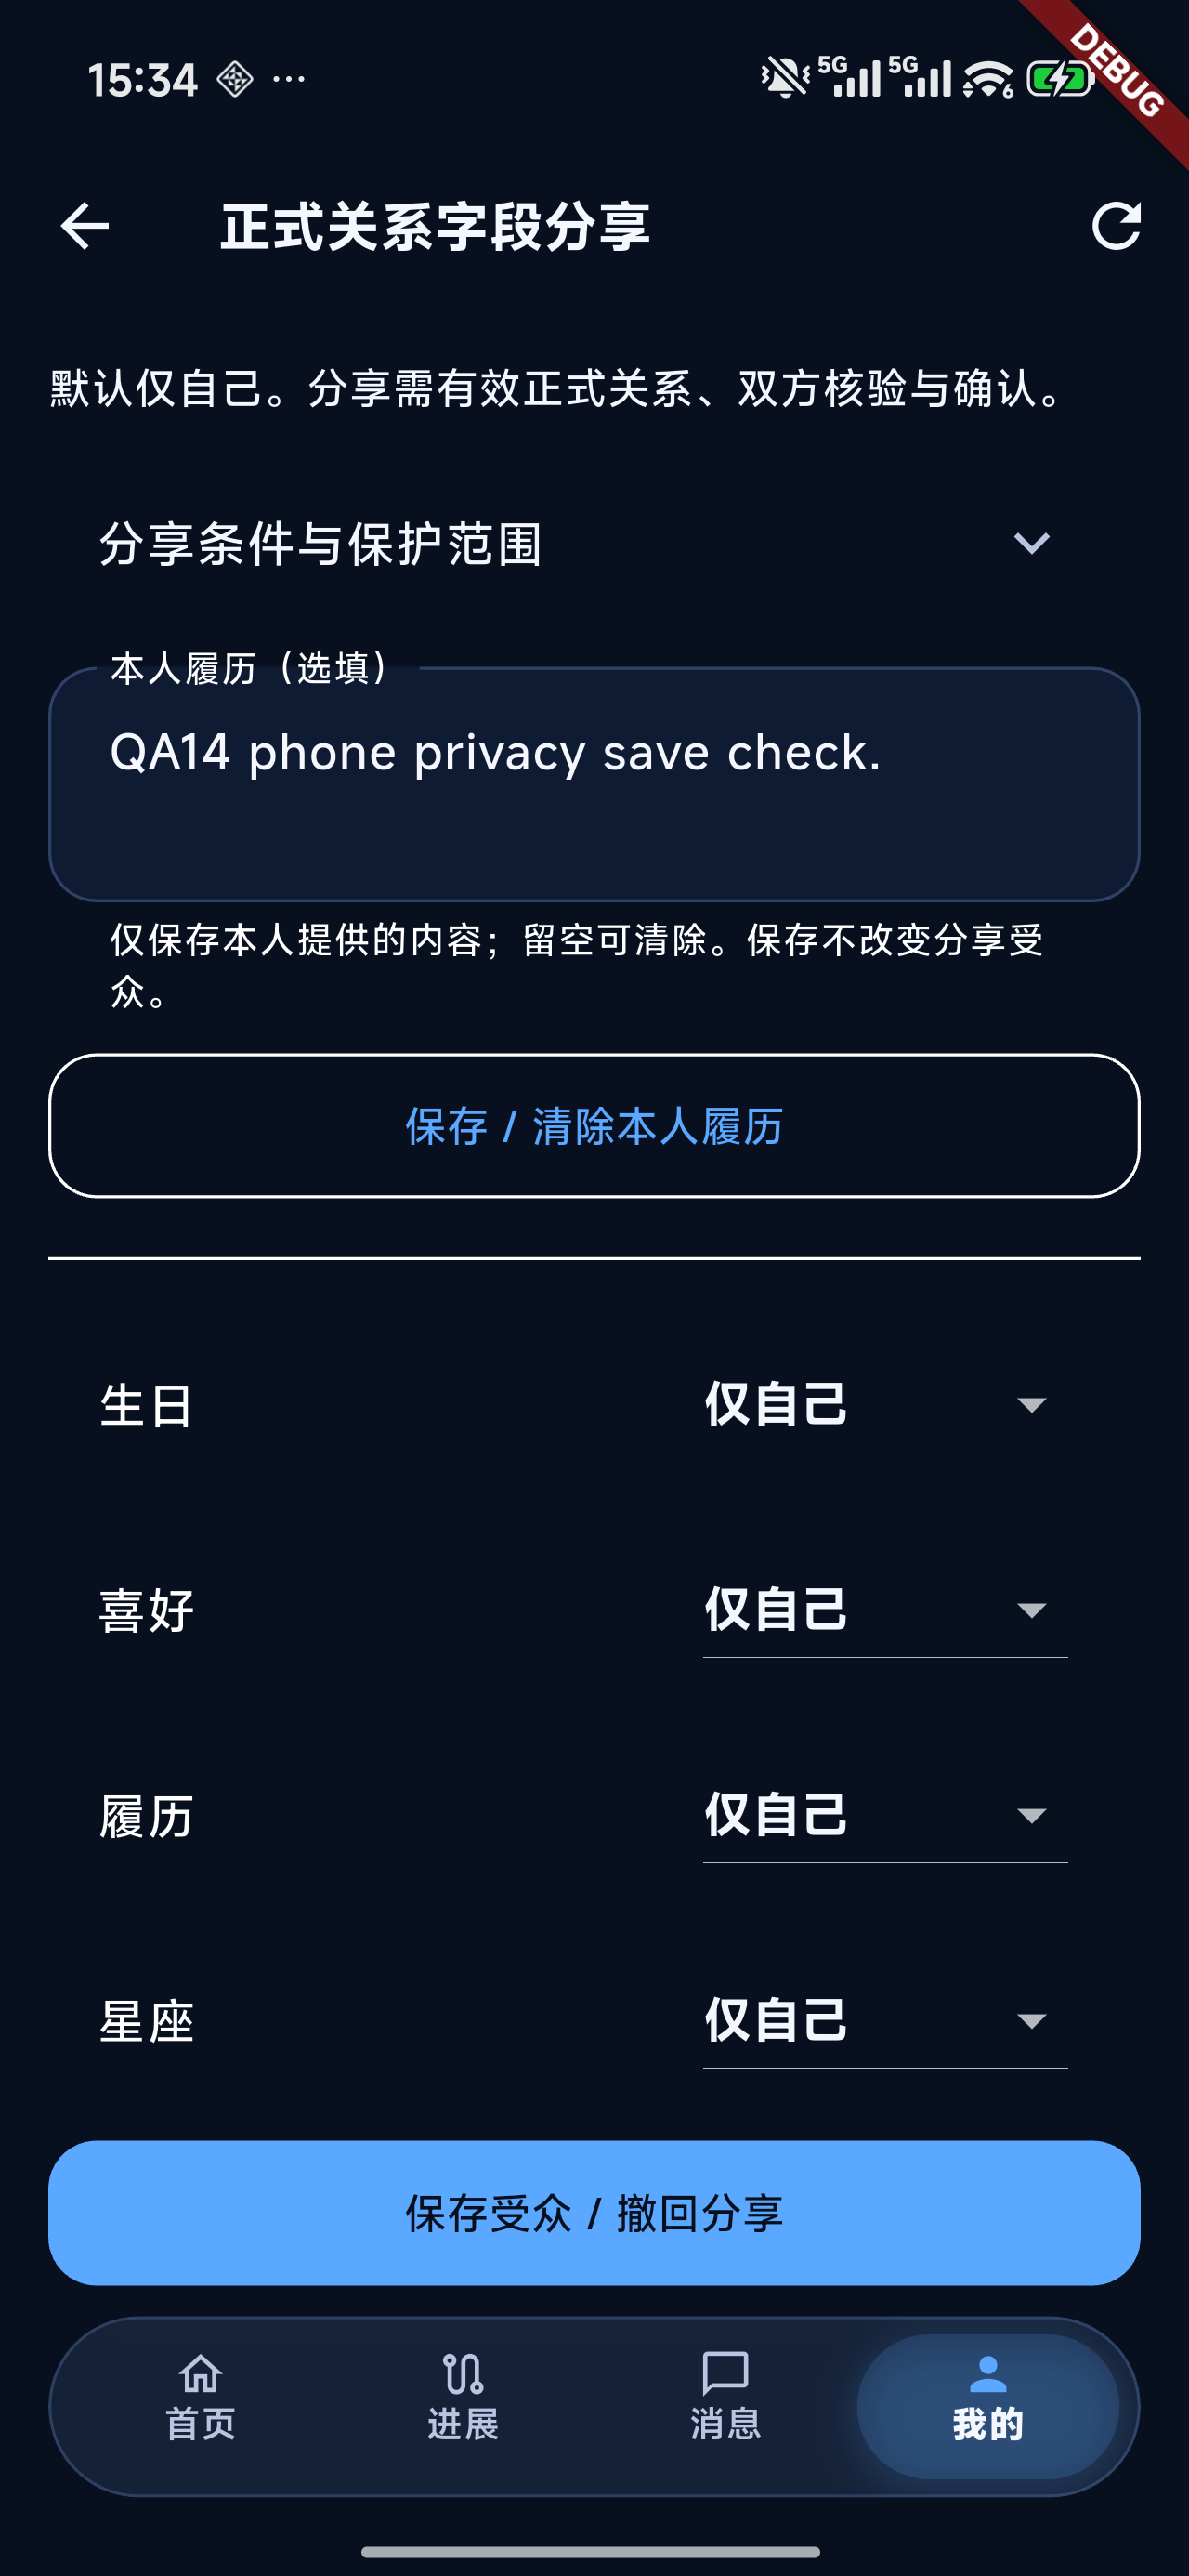 15:34
5G 5G 6
DEBUG
正式关系字段分享
默认仅自己。分享需有效正式关系、双方核验与确认。
分享条件与保护范围
本人履历（选填）
QA14 phone privacy save check.
仅保存本人提供的内容；留空可清除。保存不改变分享受
众。
保存 / 清除本人履历
生日 仅自己
喜好 仅自己
履历 仅自己
星座 仅自己
保存受众 / 撤回分享
首页 进展 消息 我的